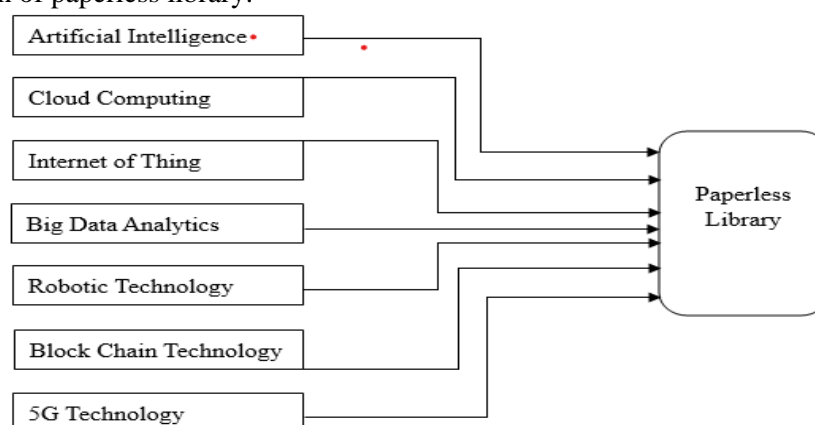 n of paperless library.
Artificial Intelligence
Cloud Computing
Internet of Thing
Big Data Analytics
Robotic Technology
Block Chain Technology
5G Technology
Paperless
Library